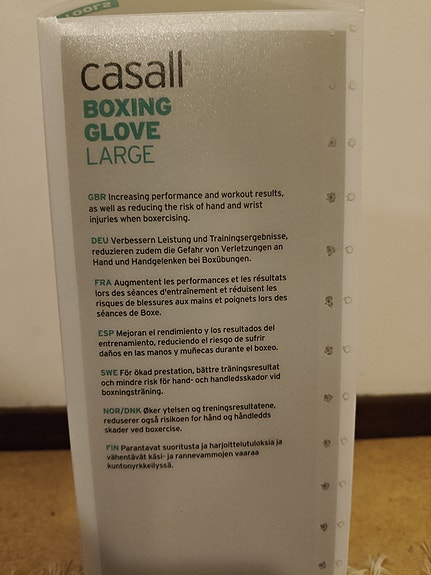 casall
BOXING
GLOVE
LARGE
GBR Increasing performance and workout results,
as well as reducing the risk of hand and wrist
injuries when boxercising.
DEU Verbessern Leistung und Trainingsergebnisse,
reduzieren zudem die Gefahr von Verletzungen an
Hand und Handgelenken bei Boxübungen.
FRA Augmentent les performances et les résultats
lors des séances d'entraînement et réduisent les
risques de blessures aux mains et poignets lors des
séances de Boxe.
ESP Mejoran el rendimiento y los resultados del
entrenamiento, reduciendo el riesgo de sufrir
daños en las manos y muñecas durante el boxeo.
SWE För ökad prestation, bättre träningsresultat
och mindre risk för hand- och handledsskador vid
boxningsträning.
NOR/DNK Øker ytelsen og treningsresultatene,
reduserer også risikoen for hånd og håndledds
skader ved boxercise.
FIN Parantavat suoritusta ja harjoittelutuloksia ja
vähentävät käsi- ja rannevammojen vaaraa
kuntonyrkkeilyssä.